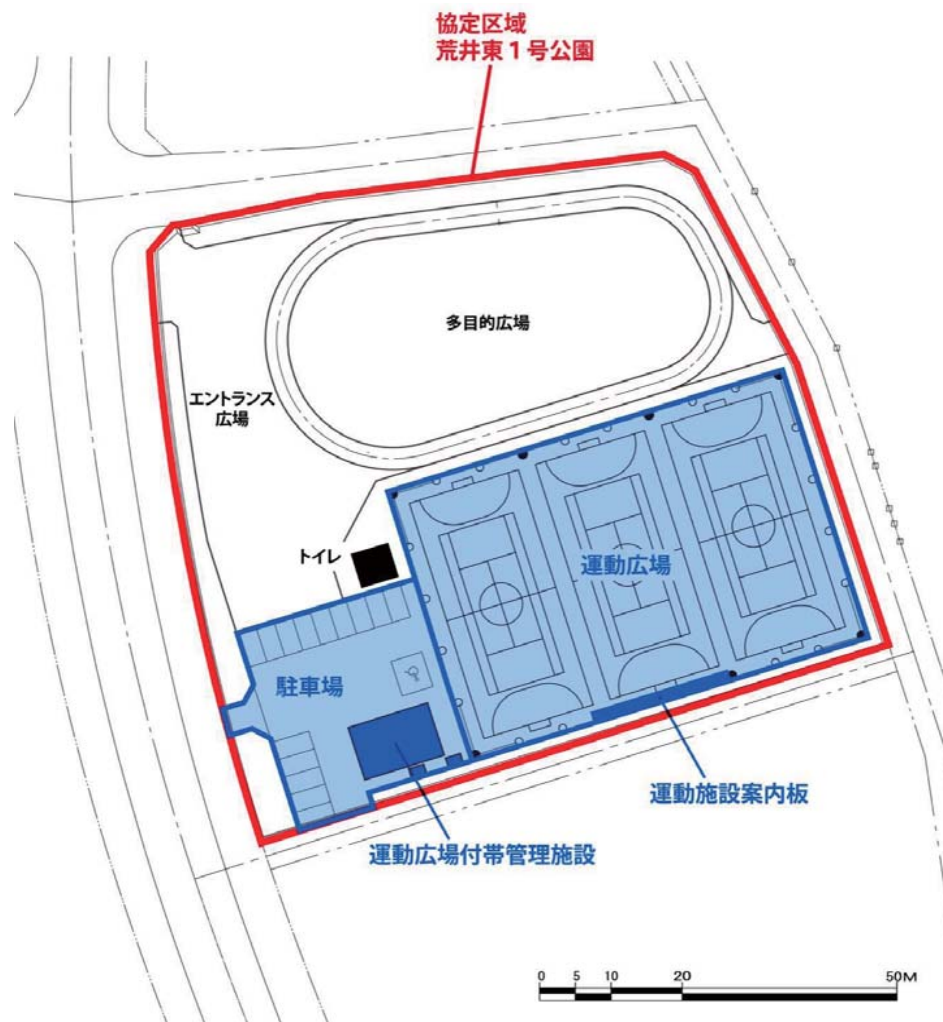 協定区域
荒井東１号公園
多目的広場
エントランス
広場
トイレ
運動広場
駐車場
運動施設案内板
運動広場付帯管理施設
0 5 10 20 50M